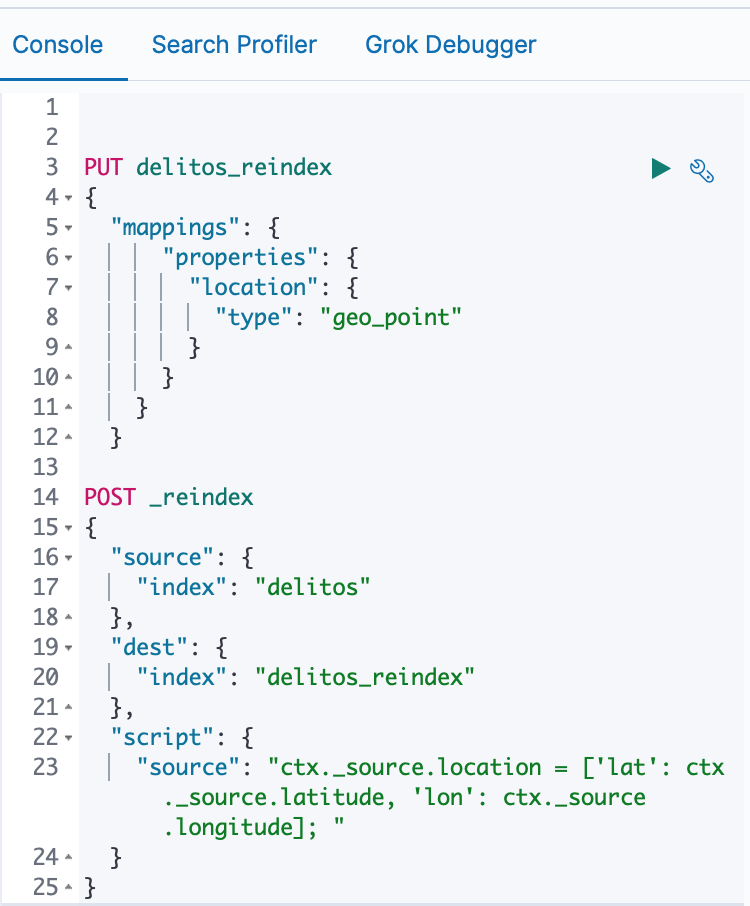 Console Search Profiler Grok Debugger
1
2
3 PUT delitos_reindex
4 {
5 "mappings": {
6 "properties": {
7 "location": {
8 "type": "geo_point"
9 }
10 }
11 }
12 }
13
14 POST _reindex
15 {
16 "source": {
17 "index": "delitos"
18 },
19 "dest": {
20 "index": "delitos_reindex"
21 },
22 "script": {
23 "source": "ctx._source.location = ['lat': ctx
._source.latitude, 'lon': ctx._source
.longitude]; "
24 }
25 }